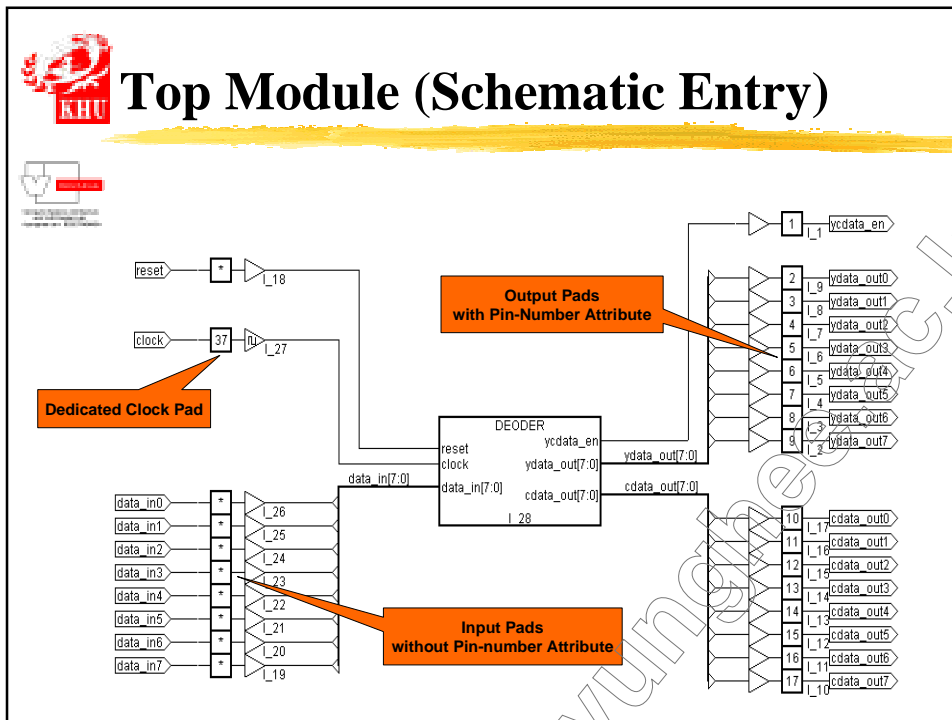 KHU
Top Module (Schematic Entry)
1
I_1
ycdata_en
reset
*
I_18
clock
37
I_27
Dedicated Clock Pad
Output Pads
with Pin-Number Attribute
2
I_9
ydata_out0
3
I_8
ydata_out1
4
I_7
ydata_out2
5
I_6
ydata_out3
6
I_5
ydata_out4
7
I_4
ydata_out5
8
I_3
ydata_out6
9
I_2
ydata_out7
DEODER
reset
clock
data_in[7:0]
ycdata_en
ydata_out[7:0]
cdata_out[7:0]
I_28
data_in[7:0]
ydata_out[7:0]
cdata_out[7:0]
data_in0
*
I_26
data_in1
*
I_25
data_in2
*
I_24
data_in3
*
I_23
data_in4
*
I_22
data_in5
*
I_21
data_in6
*
I_20
data_in7
*
I_19
Input Pads
without Pin-number Attribute
10
I_17
cdata_out0
11
I_16
cdata_out1
12
I_15
cdata_out2
13
I_14
cdata_out3
14
I_13
cdata_out4
15
I_12
cdata_out5
16
I_11
cdata_out6
17
I_10
cdata_out7
yunghee.ac.